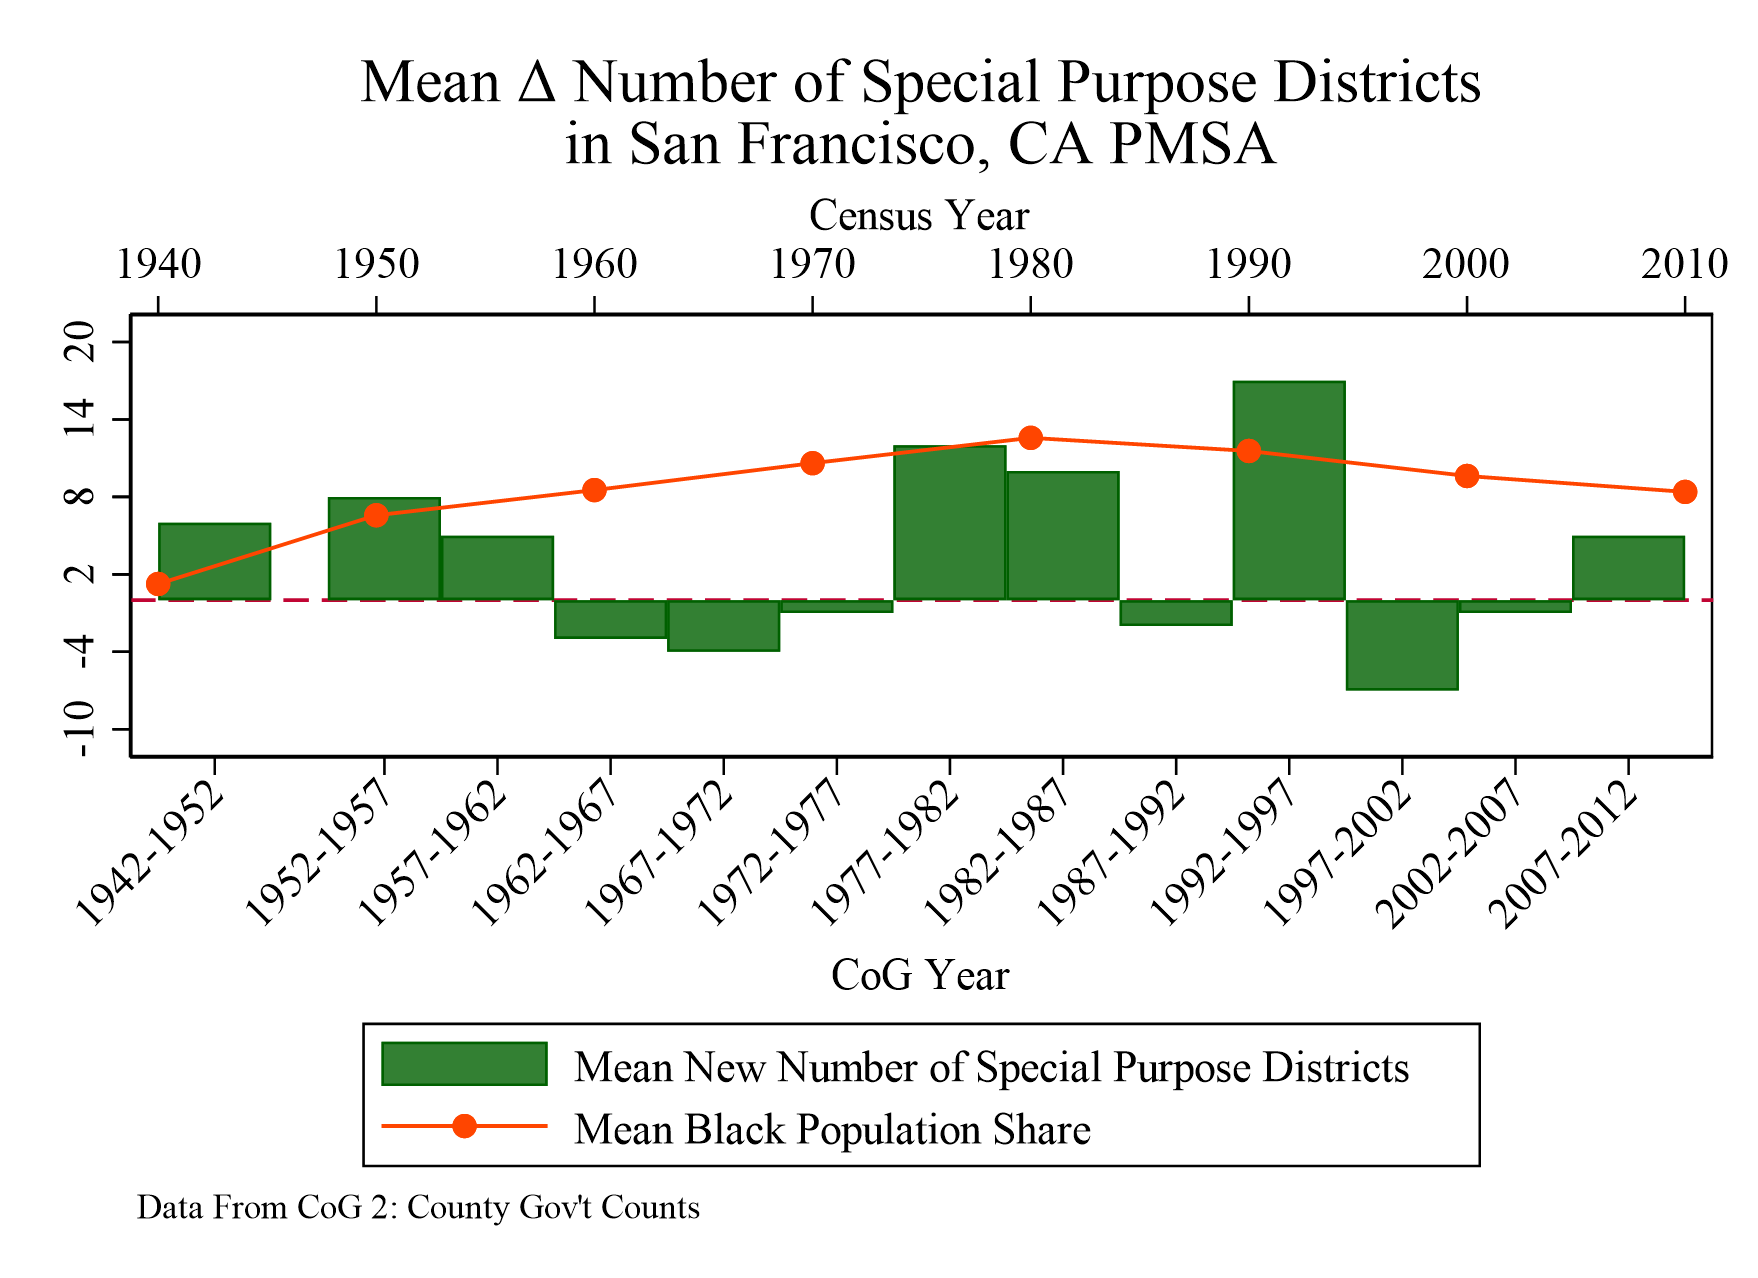 Mean Δ Number of Special Purpose Districts
in San Francisco, CA PMSA
Census Year
1940 1950 1960 1970 1980 1990 2000 2010
20
14
8
2
-4
-10
1942-1952 1952-1957 1957-1962 1962-1967 1967-1972 1972-1977 1977-1982 1982-1987 1987-1992 1992-1997 1997-2002 2002-2007 2007-2012
CoG Year
Mean New Number of Special Purpose Districts
Mean Black Population Share
Data From CoG 2: County Gov't Counts